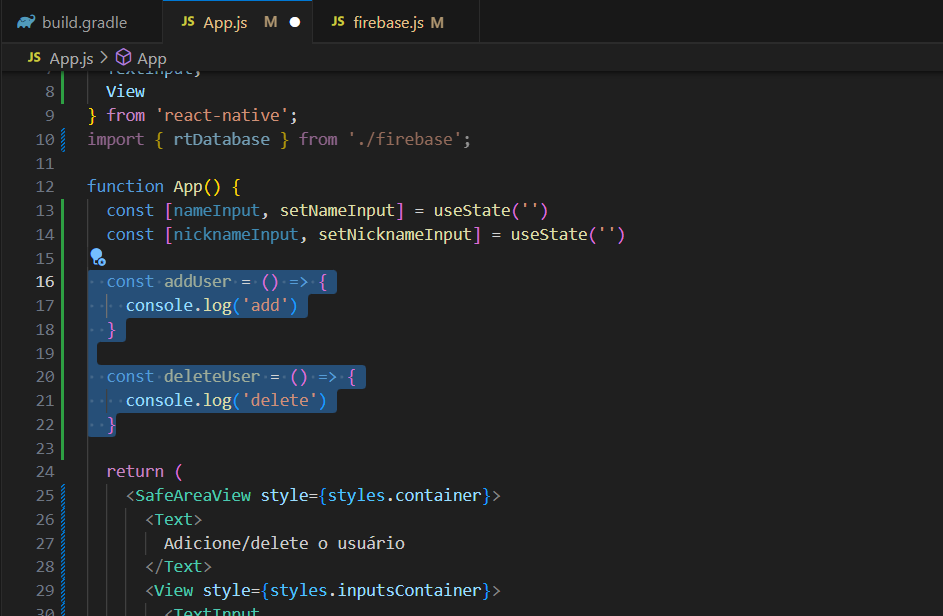 build.gradle
JS App.js M
JS firebase.js M
JS App.js > App
7 TextInput,
8 View
9 } from 'react-native';
10 import { rtDatabase } from './firebase';
11
12 function App() {
13 const [nameInput, setNameInput] = useState('')
14 const [nicknameInput, setNicknameInput] = useState('')
15
16 const addUser = () => {
17 console.log('add')
18 }
19
20 const deleteUser = () => {
21 console.log('delete')
22 }
23
24 return (
25 <SafeAreaView style={styles.container}>
26 <Text>
27 Adicione/delete o usuário
28 </Text>
29 <View style={styles.inputsContainer}>
30 <TextInput